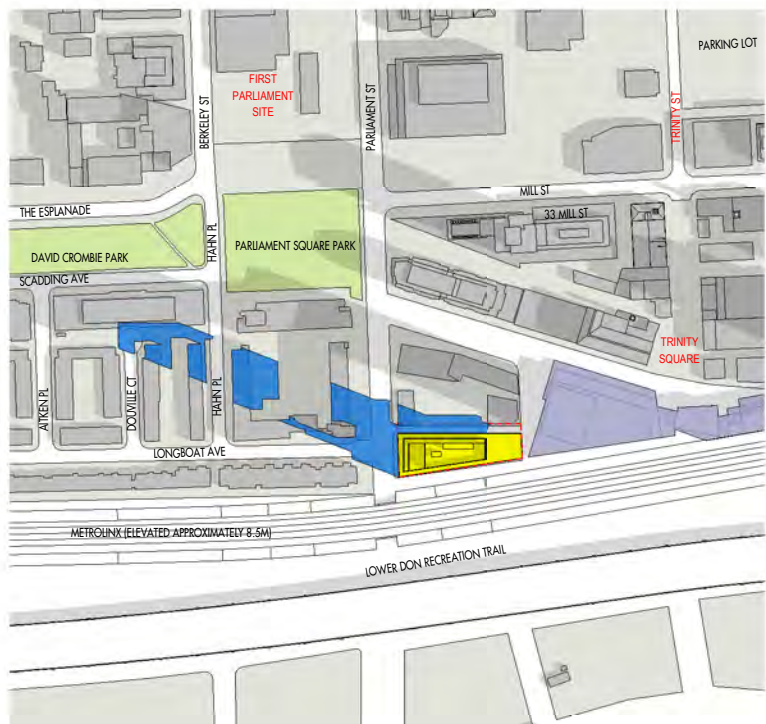 PARKING LOT
FIRST
PARLIAMENT
SITE
BERKELEY ST
PARLIAMENT ST
TRINITY ST
MILL ST
THE ESPLANADE
33 MILL ST
HAHN PL
DAVID CROMBIE PARK
PARLIAMENT SQUARE PARK
SCADDING AVE
TRINITY
SQUARE
AITKEN PL
DOUVILLE CT
HAHN PL
LONGBOAT AVE
METROLINX (ELEVATED APPROXIMATELY 8.5M)
LOWER DON RECREATION TRAIL